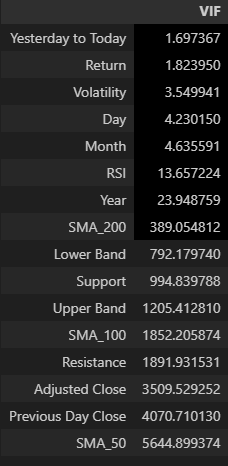 VIF
Yesterday to Today 1.697367
Return 1.823950
Volatility 3.549941
Day 4.230150
Month 4.635591
RSI 13.657224
Year 23.948759
SMA_200 389.054812
Lower Band 792.179740
Support 994.839788
Upper Band 1205.412810
SMA_100 1852.205874
Resistance 1891.931531
Adjusted Close 3509.529252
Previous Day Close 4070.710130
SMA_50 5644.899374